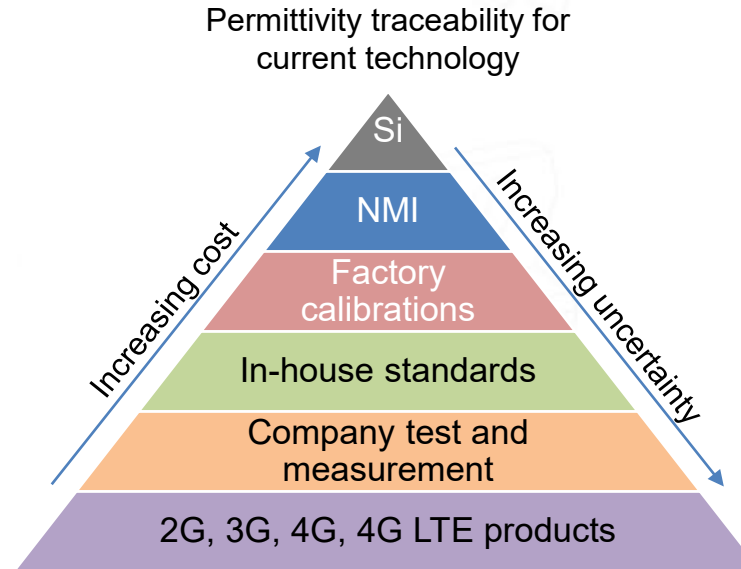 Permittivity traceability for
current technology
Si
NMI
Factory
calibrations
In-house standards
Company test and
measurement
2G, 3G, 4G, 4G LTE products
Increasing cost
Increasing uncertainty